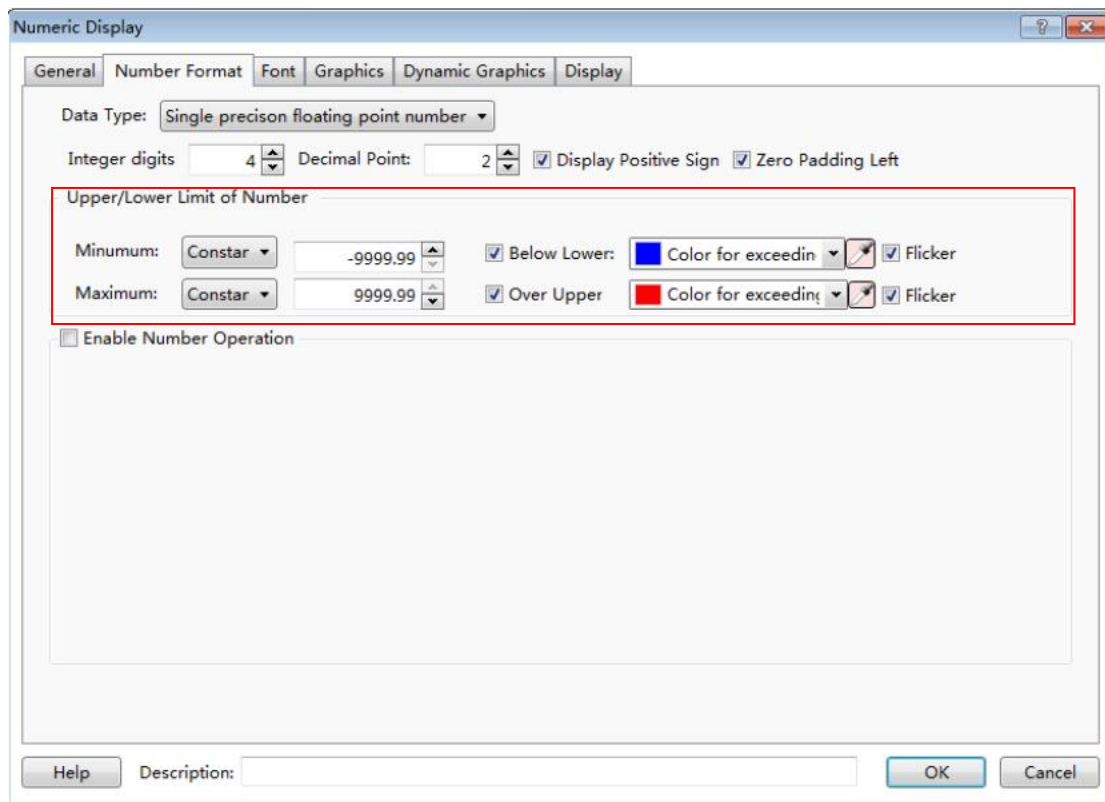 Numeric Display
General Number Format Font Graphics Dynamic Graphics Display
Data Type: Single precison floating point number
Integer digits 4 Decimal Point: 2 Display Positive Sign Zero Padding Left
Upper/Lower Limit of Number
Minumum: Constar -9999.99 Below Lower: Color for exceedin Flicker
Maximum: Constar 9999.99 Over Upper Color for exceeding Flicker
Enable Number Operation
Help Description: OK Cancel